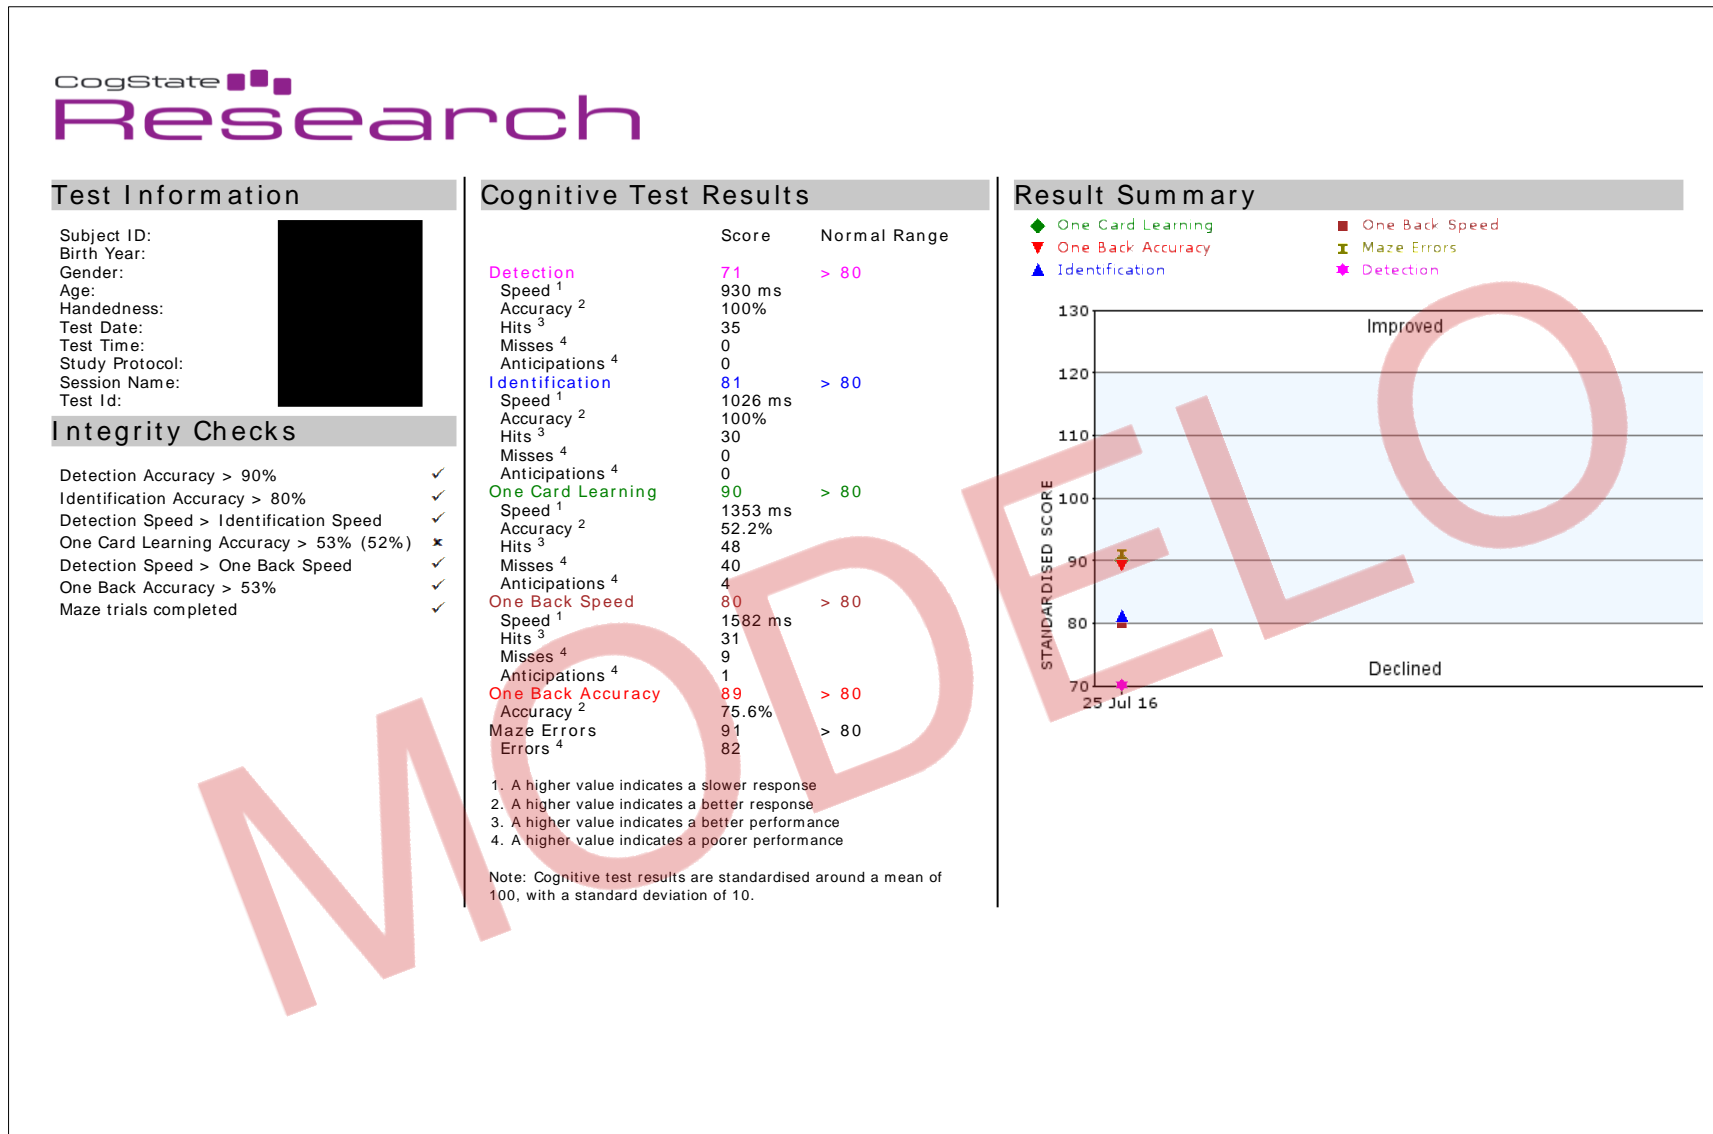 CogState
Research
Test Information
Subject ID:
Birth Year:
Gender:
Age:
Handedness:
Test Date:
Test Time:
Study Protocol:
Session Name:
Test Id:
Integrity Checks
Detection Accuracy > 90% ✓
Identification Accuracy > 80% ✓
Detection Speed > Identification Speed ✓
One Card Learning Accuracy > 53% (52%) ×
Detection Speed > One Back Speed ✓
One Back Accuracy > 53% ✓
Maze trials completed ✓
Cognitive Test Results
Score Normal Range
Detection 71 > 80
Speed 1 930 ms
Accuracy 2 100%
Hits 3 35
Misses 4 0
Anticipations 4 0
Identification 81 > 80
Speed 1 1026 ms
Accuracy 2 100%
Hits 3 30
Misses 4 0
Anticipations 4 0
One Card Learning 90 > 80
Speed 1 1353 ms
Accuracy 2 52.2%
Hits 3 48
Misses 4 40
Anticipations 4 4
One Back Speed 80 > 80
Speed 1 1582 ms
Hits 3 31
Misses 4 9
Anticipations 4 1
One Back Accuracy 89 > 80
Accuracy 2 75.6%
Maze Errors 91 > 80
Errors 4 82
1. A higher value indicates a slower response
2. A higher value indicates a better response
3. A higher value indicates a better performance
4. A higher value indicates a poorer performance
Note: Cognitive test results are standardised around a mean of
100, with a standard deviation of 10.
Result Summary
One Card Learning One Back Speed
One Back Accuracy Maze Errors
Identification Detection
STANDARDISED SCORE
130
Improved
120
110
100
90
80
Declined
70
25 Jul 16
MODELO